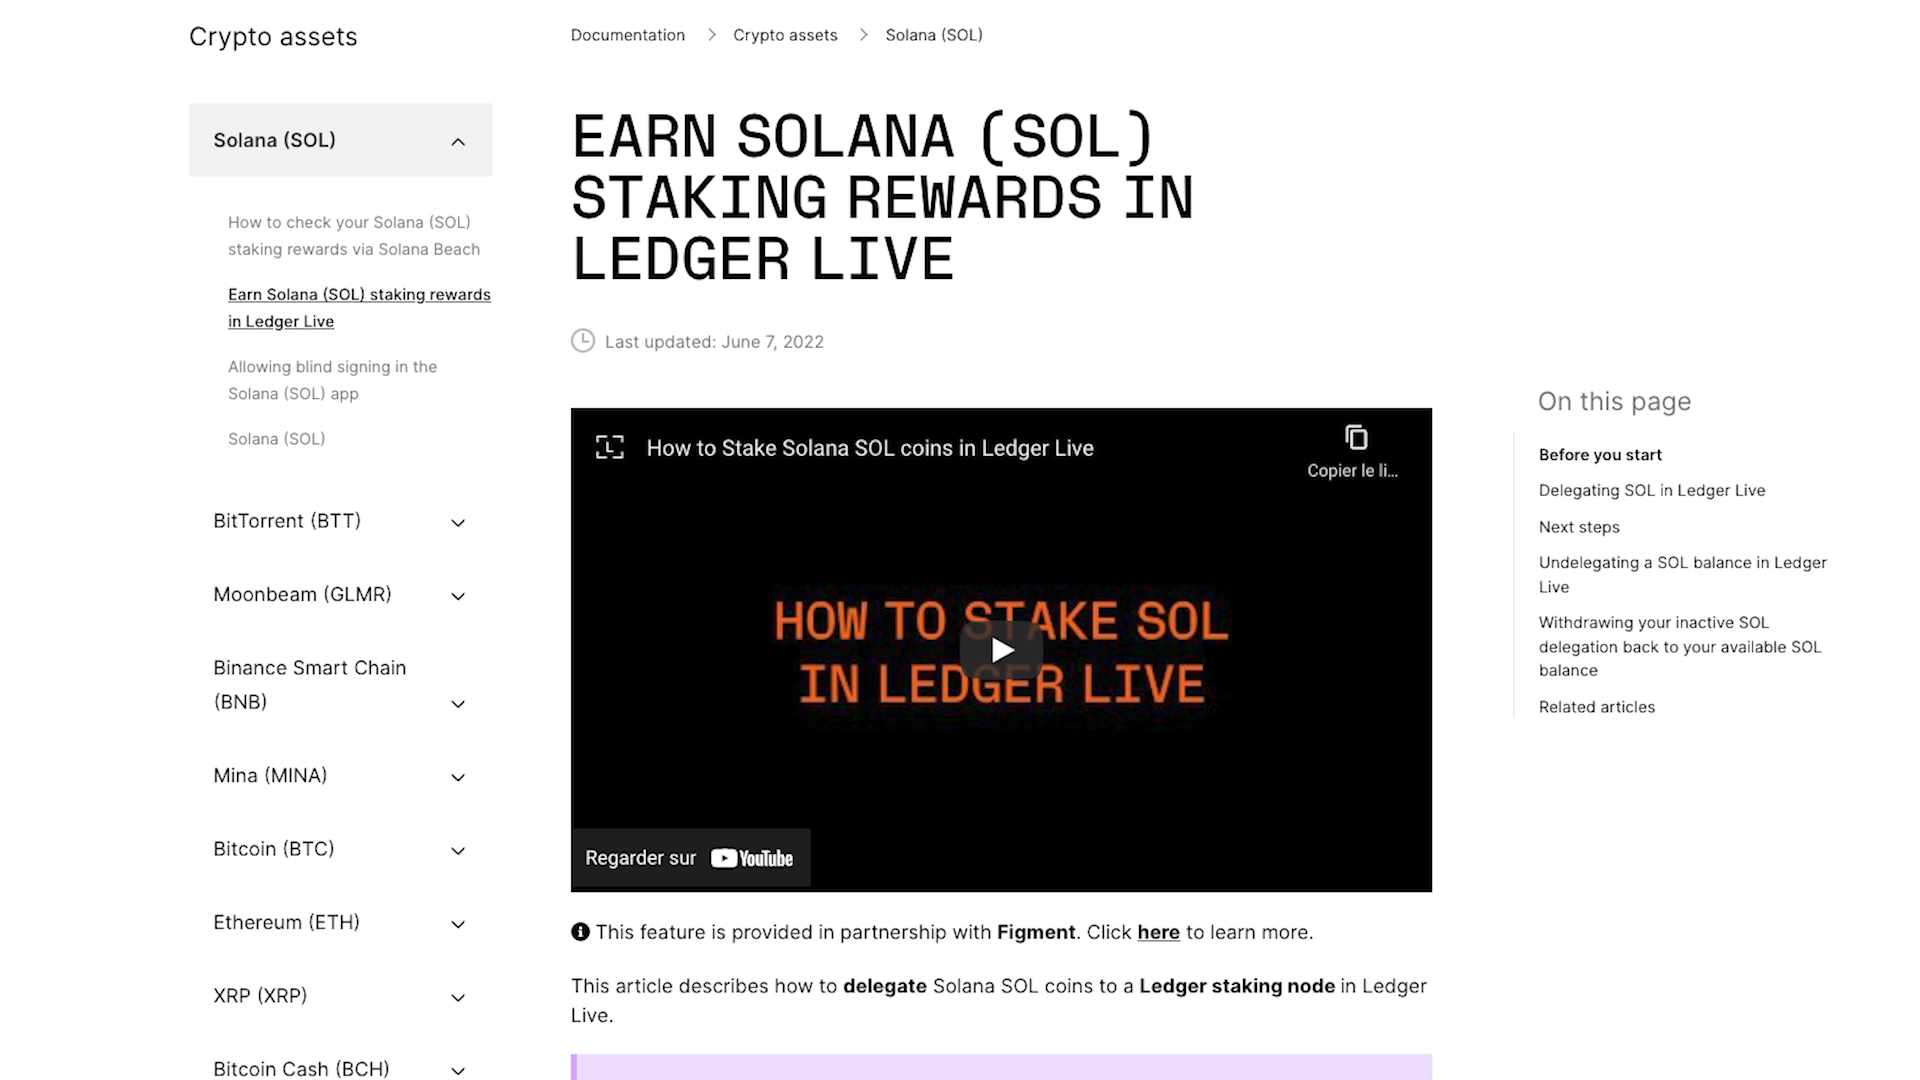 Crypto assets
Documentation > Crypto assets > Solana (SOL)
Solana (SOL)
How to check your Solana (SOL)
staking rewards via Solana Beach
Earn Solana (SOL) staking rewards
in Ledger Live
Allowing blind signing in the
Solana (SOL) app
Solana (SOL)
BitTorrent (BTT)
Moonbeam (GLMR)
Binance Smart Chain
(BNB)
Mina (MINA)
Bitcoin (BTC)
Ethereum (ETH)
XRP (XRP)
Bitcoin Cash (BCH)
EARN SOLANA (SOL)
STAKING REWARDS IN
LEDGER LIVE
Last updated: June 7, 2022
How to Stake Solana SOL coins in Ledger Live
Copier le li...
HOW TO STAKE SOL
IN LEDGER LIVE
Regarder sur YouTube
This feature is provided in partnership with Figment. Click here to learn more.
This article describes how to delegate Solana SOL coins to a Ledger staking node in Ledger
Live.
On this page
Before you start
Delegating SOL in Ledger Live
Next steps
Undelegating a SOL balance in Ledger
Live
Withdrawing your inactive SOL
delegation back to your available SOL
balance
Related articles